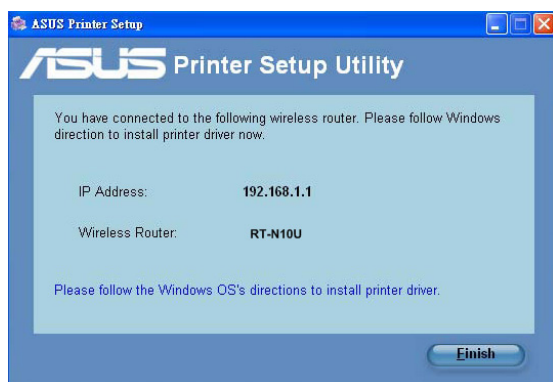 ASUS Printer Setup
ASUS Printer Setup Utility
You have connected to the following wireless router. Please follow Windows
direction to install printer driver now.
IP Address: 192.168.1.1
Wireless Router: RT-N10U
Please follow the Windows OS's directions to install printer driver.
Finish